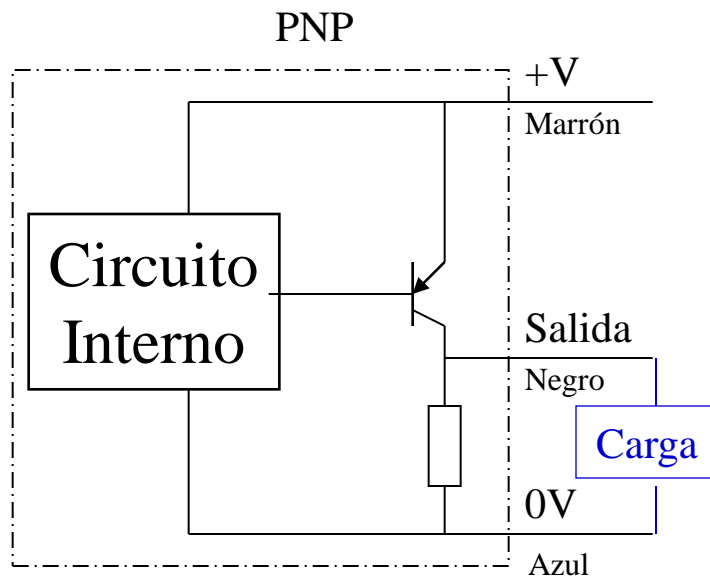 PNP
+V
Marrón
Circuito
Interno
Salida
Negro
Carga
0V
Azul